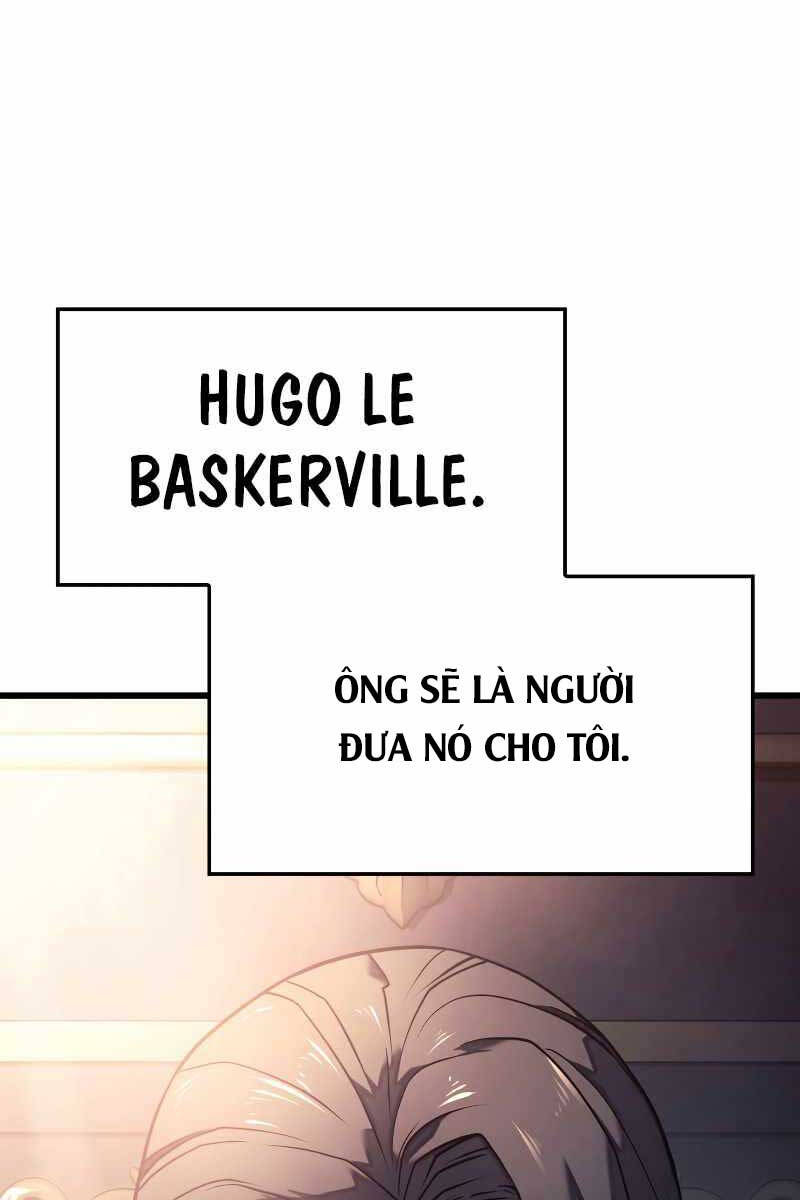 HUGO LE
BASKERVILLE.
ÔNG SẼ LÀ NGƯỜI
ĐƯA NÓ CHO TÔI.